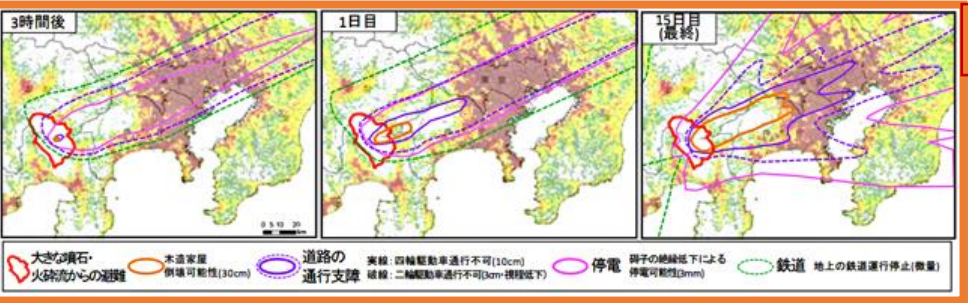 3時間後
1日目
15日目
(最終)
0 5 10 20
km
大きな噴石・
火砕流からの避難
木造家屋
倒壊可能性(30cm)
道路の
通行支障
実線:四輪駆動車通行不可(10cm)
破線:二輪駆動車通行不可(3cm・視程低下)
停電
碍子の絶縁低下による
停電可能性(3mm)
鉄道 地上の鉄道運行停止(微量)